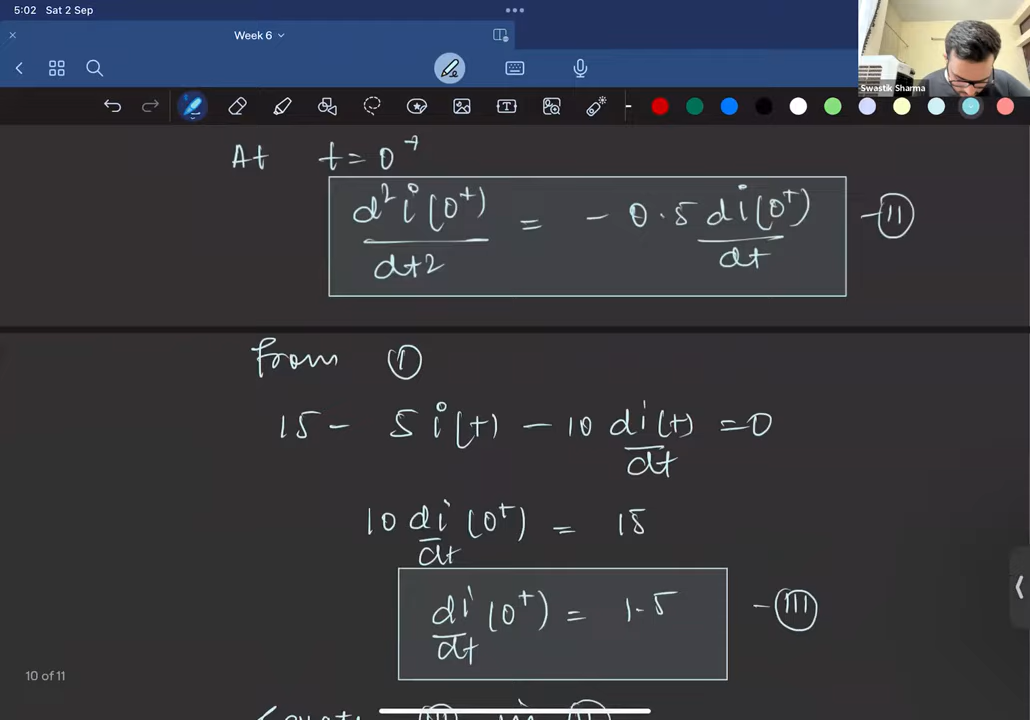 5:02 Sat 2 Sep
Week 6
Swastik Sharma
At t = 0⁺
d²i(0⁺)/dt2 = - 0.5 di(0⁺)/dt - II
From I
15 - 5i(t) - 10 di(t)/dt = 0
10 di/dt (0⁺) = 15
di/dt (0⁺) = 1.5 - III
10 of 11